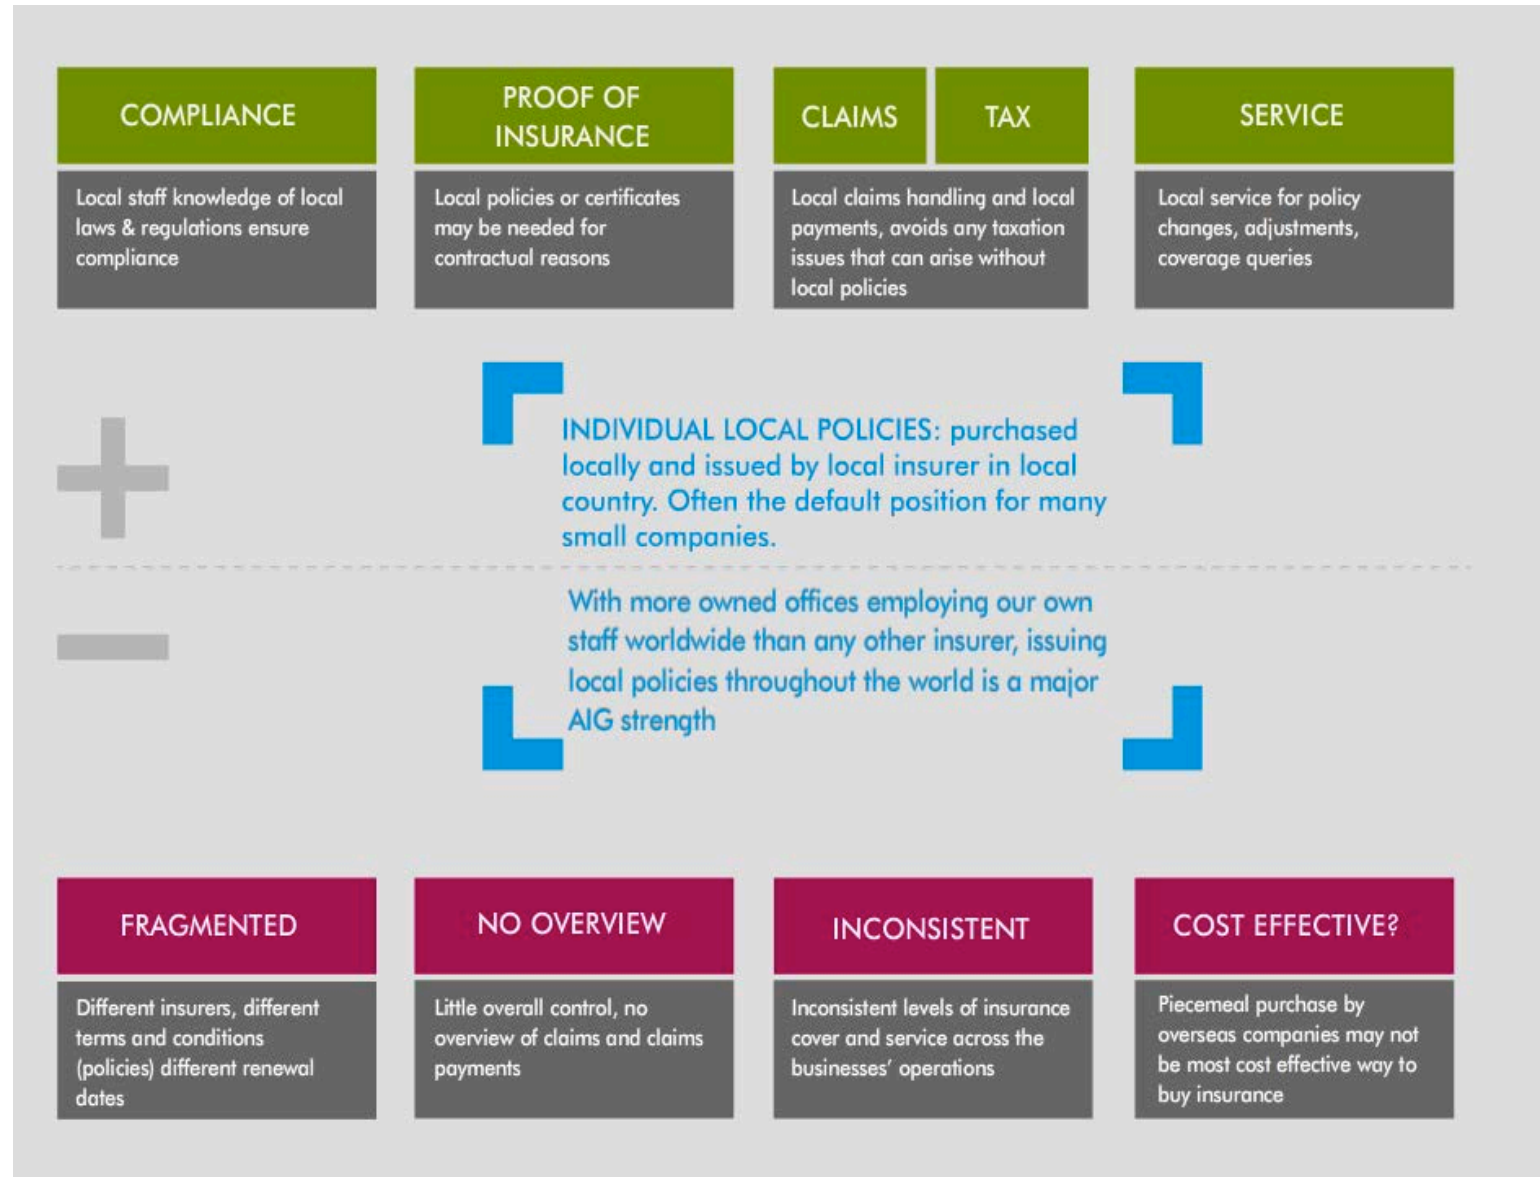 COMPLIANCE
Local staff knowledge of local
laws & regulations ensure
compliance
PROOF OF
INSURANCE
Local policies or certificates
may be needed for
contractual reasons
CLAIMS
TAX
Local claims handling and local
payments, avoids any taxation
issues that can arise without
local policies
SERVICE
Local service for policy
changes, adjustments,
coverage queries
INDIVIDUAL LOCAL POLICIES: purchased
locally and issued by local insurer in local
country. Often the default position for many
small companies.
With more owned offices employing our own
staff worldwide than any other insurer, issuing
local policies throughout the world is a major
AIG strength
FRAGMENTED
Different insurers, different
terms and conditions
(policies) different renewal
dates
NO OVERVIEW
Little overall control, no
overview of claims and claims
payments
INCONSISTENT
Inconsistent levels of insurance
cover and service across the
businesses’ operations
COST EFFECTIVE?
Piecemeal purchase by
overseas companies may not
be most cost effective way to
buy insurance